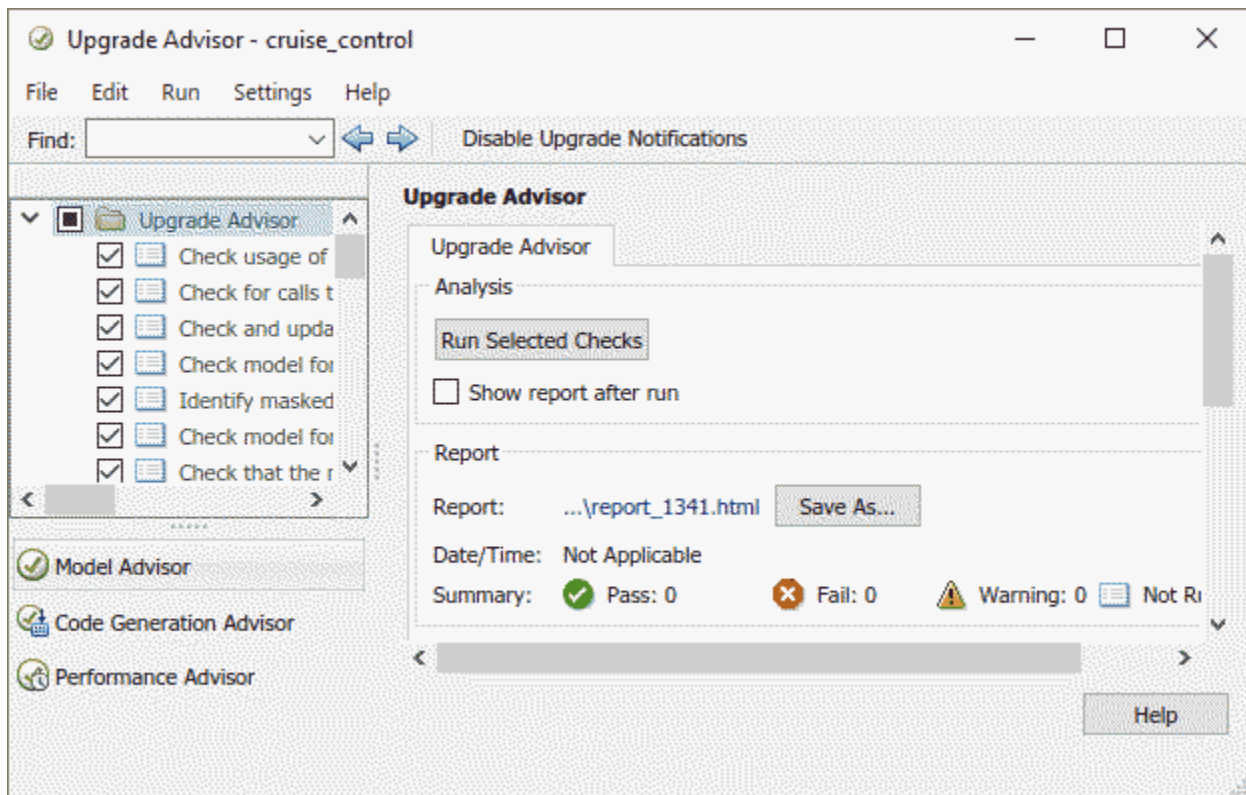 Upgrade Advisor - cruise_control
File Edit Run Settings Help
Find: Disable Upgrade Notifications
Upgrade Advisor
Check usage of
Check for calls t
Check and upda
Check model for
Identify masked
Check model for
Check that the r
Model Advisor
Code Generation Advisor
Performance Advisor
Upgrade Advisor
Upgrade Advisor
Analysis
Run Selected Checks
Show report after run
Report
Report: ...\report_1341.html Save As...
Date/Time: Not Applicable
Summary: Pass: 0 Fail: 0 Warning: 0 Not Ru
Help